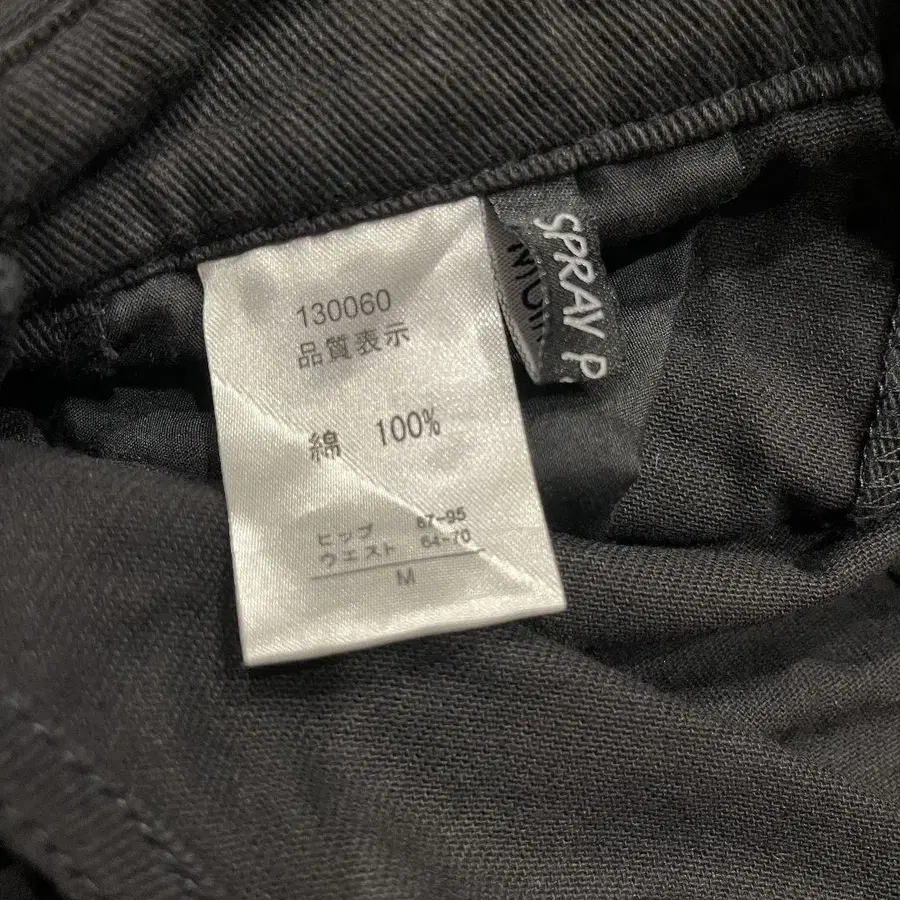 130060
品質表示
綿 100%
ヒップ 87-95
ウエスト 64-70
M
SPRAY P